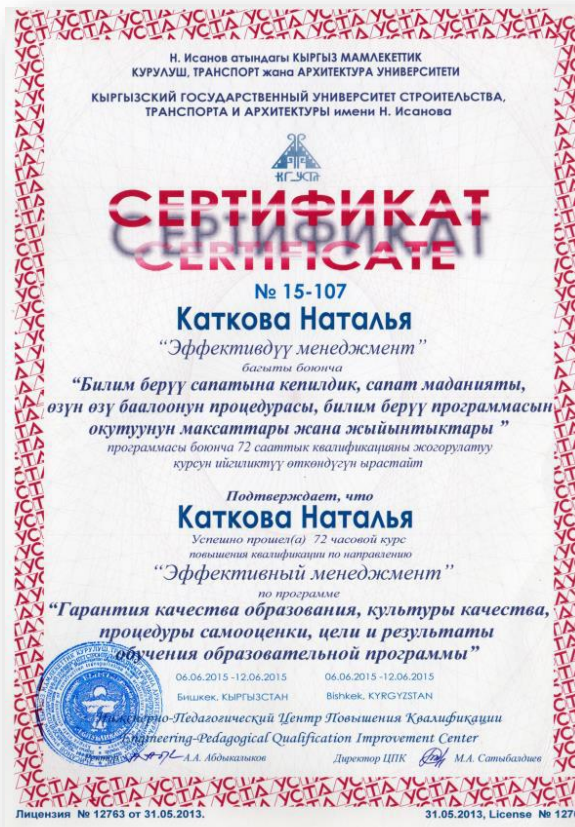 Н. Исанов атындагы КЫРГЫЗ МАМЛЕКЕТТИК
КУРУЛУШ, ТРАНСПОРТ жана АРХИТЕКТУРА УНИВЕРСИТЕТИ
КЫРГЫЗСКИЙ ГОСУДАРСТВЕННЫЙ УНИВЕРСИТЕТ СТРОИТЕЛЬСТВА,
ТРАНСПОРТА И АРХИТЕКТУРЫ имени Н. Исанова
КГ УСТА
СЕРТИФИКАТ
СЕРТИФИКАТ
CERTIFICATE
№ 15-107
Каткова Наталья
“Эффективдүү менеджмент”
багыты боюнча
“Билим берүү сапатына кепилдик, сапат маданияты,
өзүн өзү баалоонун процедурасы, билим берүү программасын
окутуунун максаттары жана жыйынтыктары ”
программасы боюнча 72 сааттык квалификацияны жогорулатуу
курсун ийгиликтүү өткөндүгүн ырастайт
Подтверждает, что
Каткова Наталья
Успешно прошел(а) 72 часовой курс
повышения квалификации по направлению
“Эффективный менеджмент”
по программе
“Гарантия качества образования, культуры качества,
процедуры самооценки, цели и результаты
обучения образовательной программы”
06.06.2015 -12.06.2015 06.06.2015 -12.06.2015
Бишкек, КЫРГЫЗСТАН Bishkek, KYRGYZSTAN
Инженерно-Педагогический Центр Повышения Квалификации
Engineering-Pedagogical Qualification Improvement Center
Ректор А.А. Абдыкалыков Директор ЦПК М.А. Сатыбалдиев
Лицензия № 12763 от 31.05.2013. 31.05.2013, License №